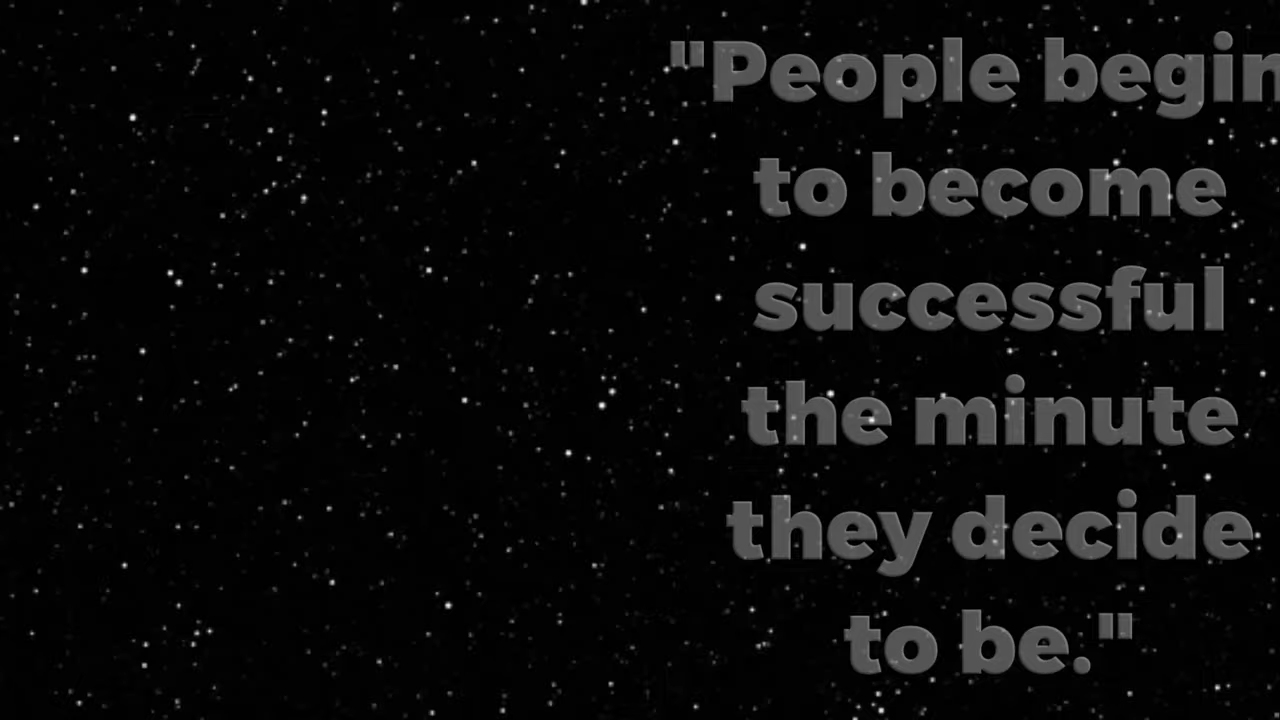 "People begin
to become
successful
the minute
they decide
to be."